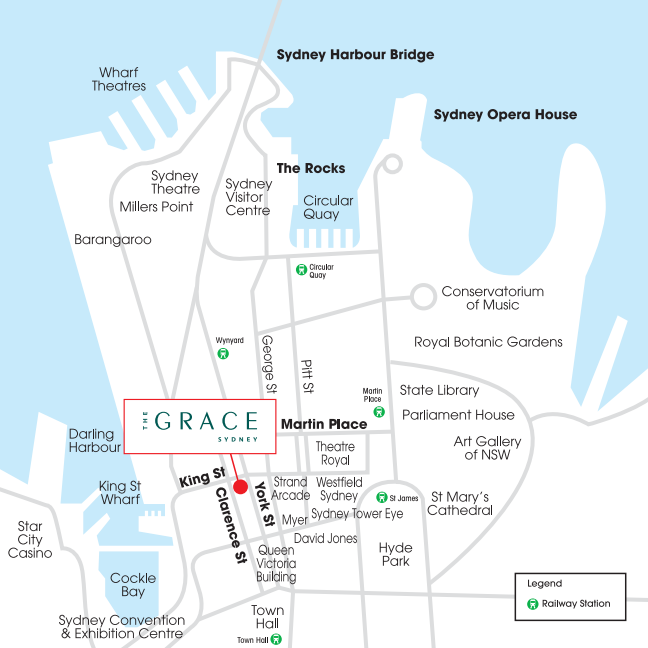 Sydney Harbour Bridge
Wharf
Theatres
Sydney Opera House
The Rocks
Sydney
Theatre
Sydney
Visitor
Centre
Circular
Quay
Millers Point
Barangaroo
Circular
Quay
Conservatorium
of Music
Wynyard
George St
Pitt St
Royal Botanic Gardens
Martin
Place
State Library
Parliament House
THE
GRACE
SYDNEY
Martin Place
Darling
Harbour
Theatre
Royal
Art Gallery
of NSW
King St
King St
Wharf
Clarence St
York St
Strand
Arcade
Westfield
Sydney
St James
St Mary's
Cathedral
Myer
Sydney Tower Eye
Star
City
Casino
David Jones
Queen
Victoria
Building
Hyde
Park
Cockle
Bay
Legend
Railway Station
Sydney Convention
& Exhibition Centre
Town
Hall
Town Hall